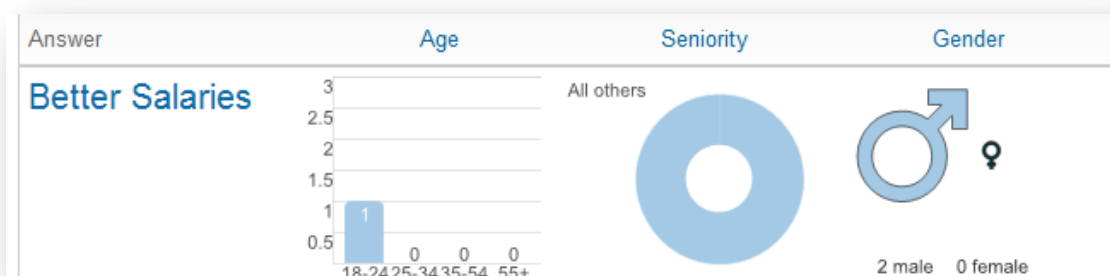 Answer Age Seniority Gender
Better Salaries
3
2.5
2
1.5
1
0.5
1
0 0 0
18-24 25-34 35-54 55+
All others
2 male 0 female